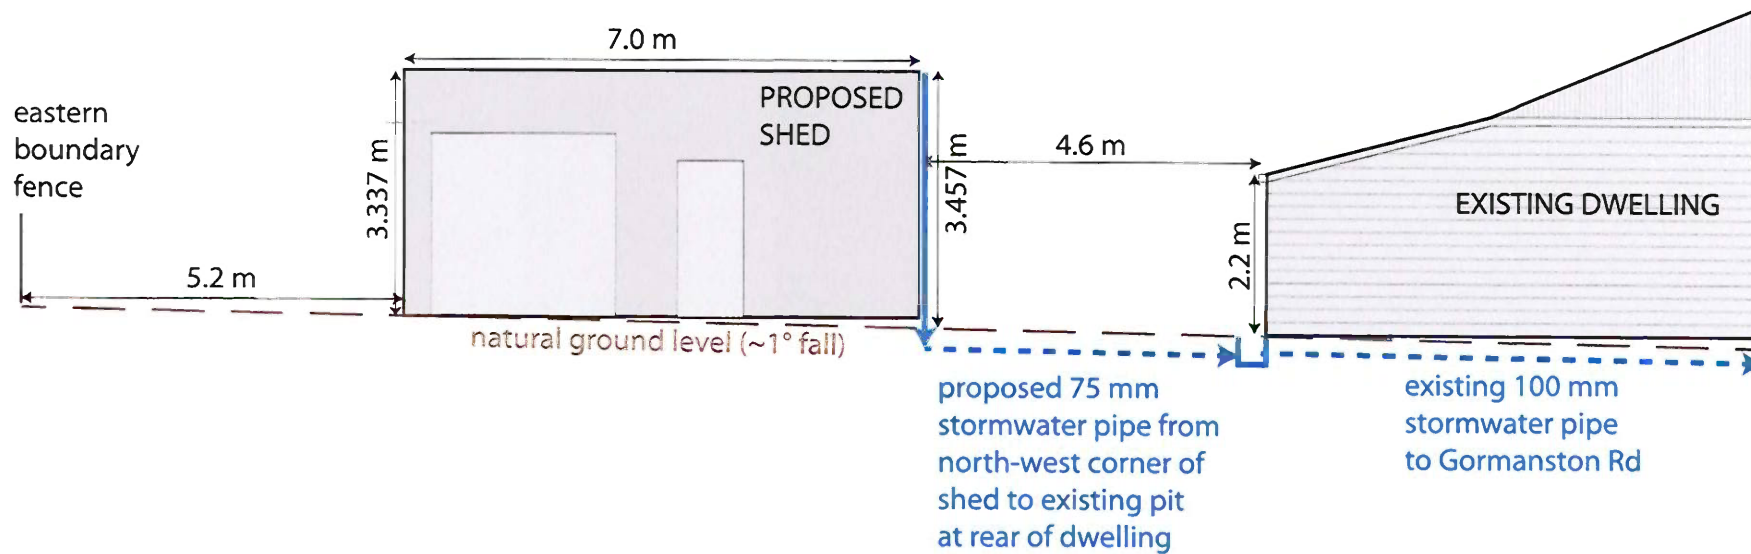 7.0 m
eastern
boundary
fence
PROPOSED
SHED
3.337 m
3.457 m
4.6 m
EXISTING DWELLING
2.2 m
5.2 m
natural ground level (~1° fall)
proposed 75 mm
stormwater pipe from
north-west corner of
shed to existing pit
at rear of dwelling
existing 100 mm
stormwater pipe
to Gormanston Rd